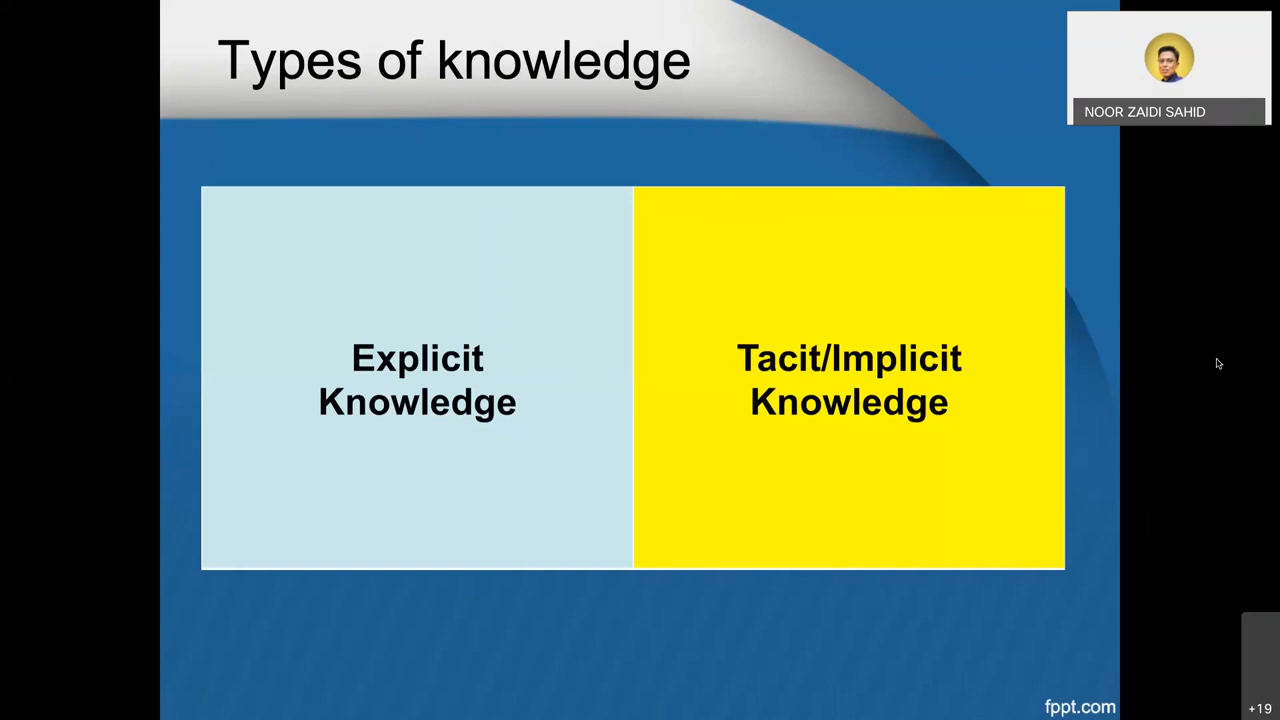 Types of knowledge
NOOR ZAIDI SAHID
Explicit
Knowledge
Tacit/Implicit
Knowledge
fppt.com
+19